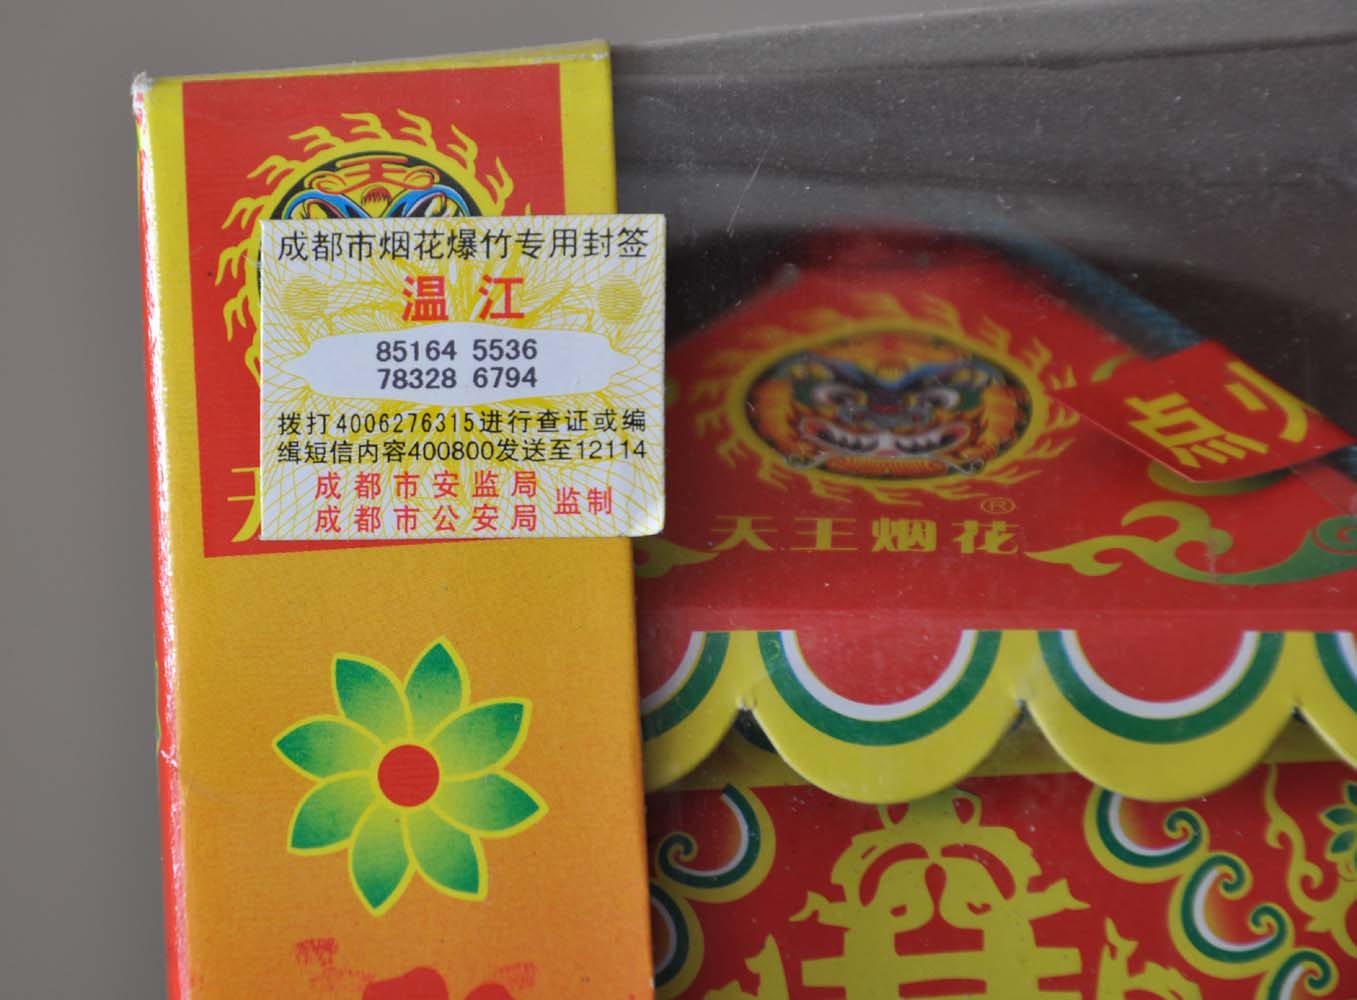 成都市烟花爆竹专用封签
温江
85164 5536
78328 6794
拨打4006276315进行查证或编
缉短信内容400800发送至12114
成都市安监局
成都市公安局
监制
天王烟花®
点火